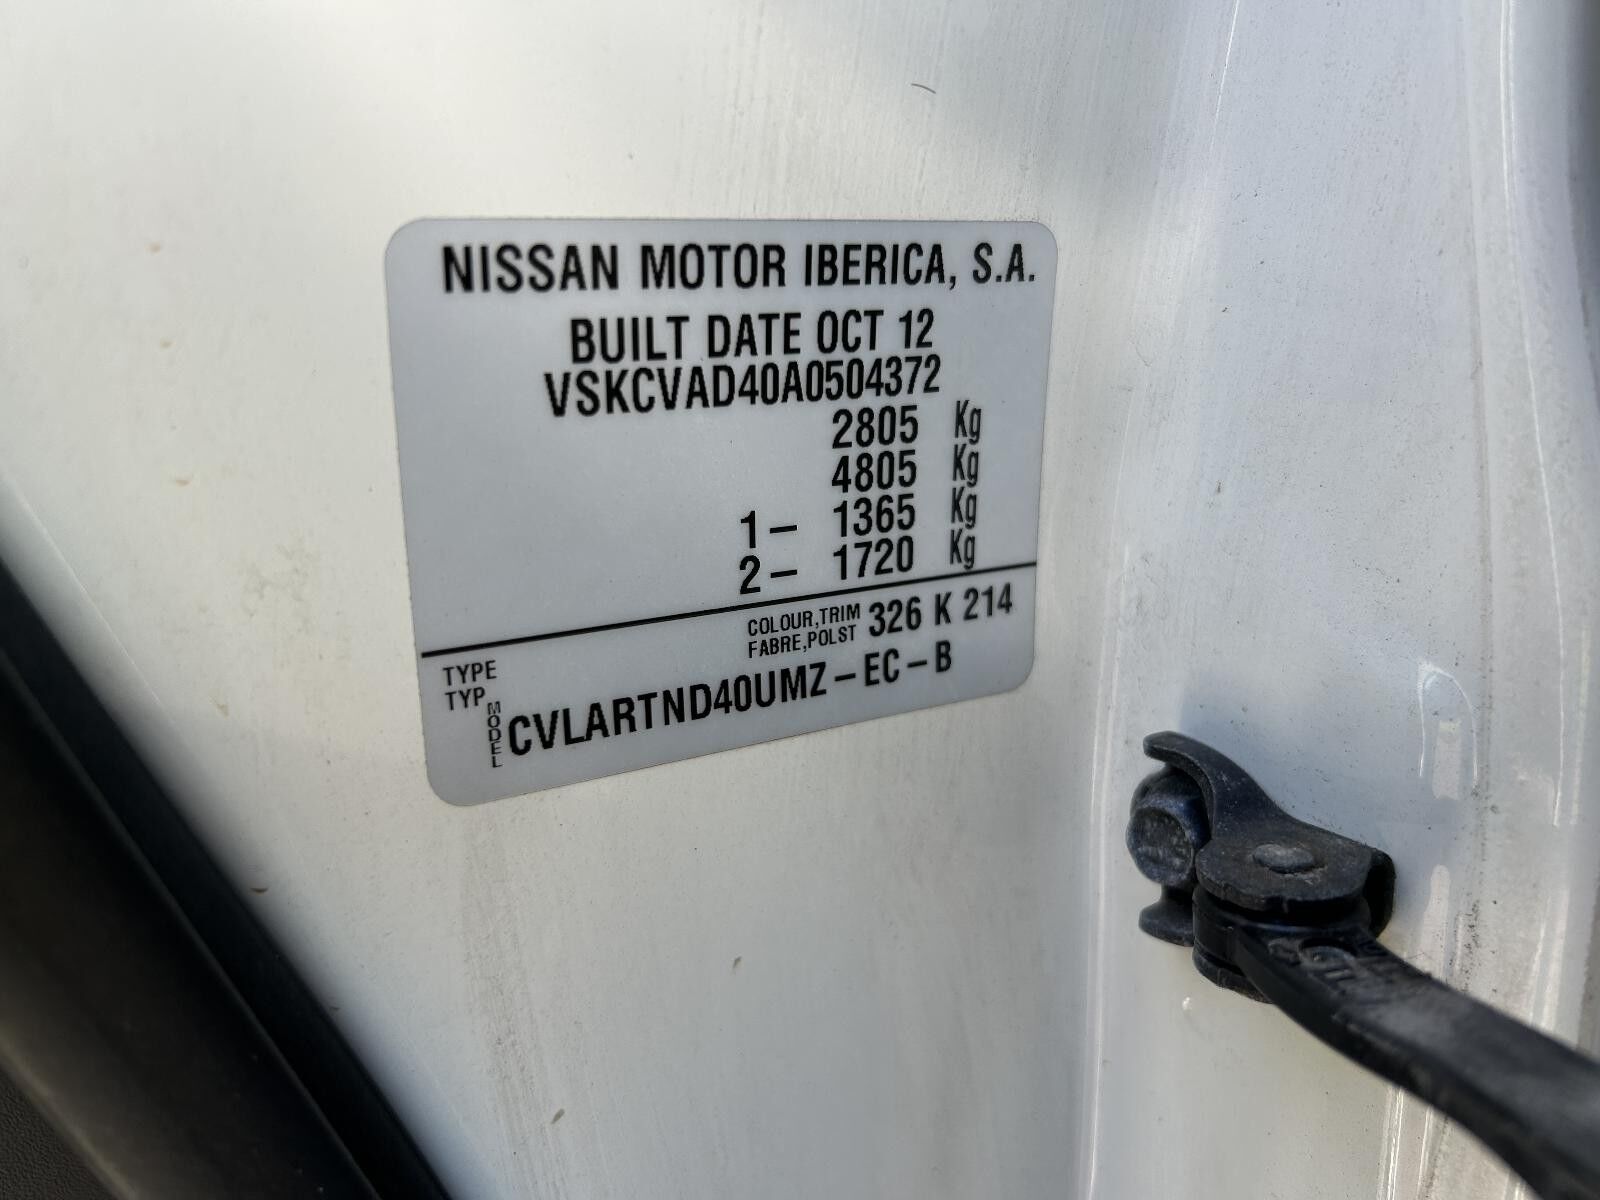 NISSAN MOTOR IBERICA, S.A.
BUILT DATE OCT 12
VSKCVAD40A0504372
2805 Kg
4805 Kg
1– 1365 Kg
2– 1720 Kg
COLOUR,TRIM
FABRE,POLST
326 K 214
TYPE
TYP
MODEL
CVLARTND40UMZ–EC–B